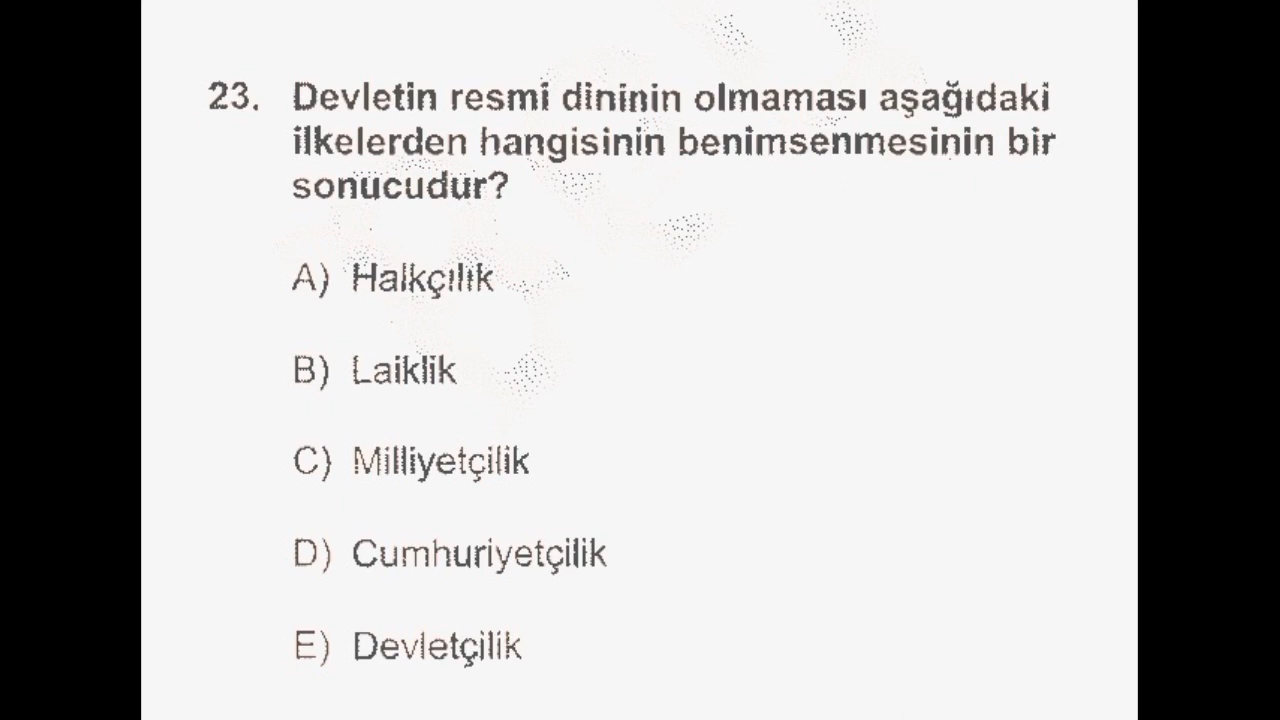 23. Devletin resmi dininin olmaması aşağıdaki
ilkelerden hangisinin benimsenmesinin bir
sonucudur?
A) Halkçılık
B) Laiklik
C) Milliyetçilik
D) Cumhuriyetçilik
E) Devletçilik